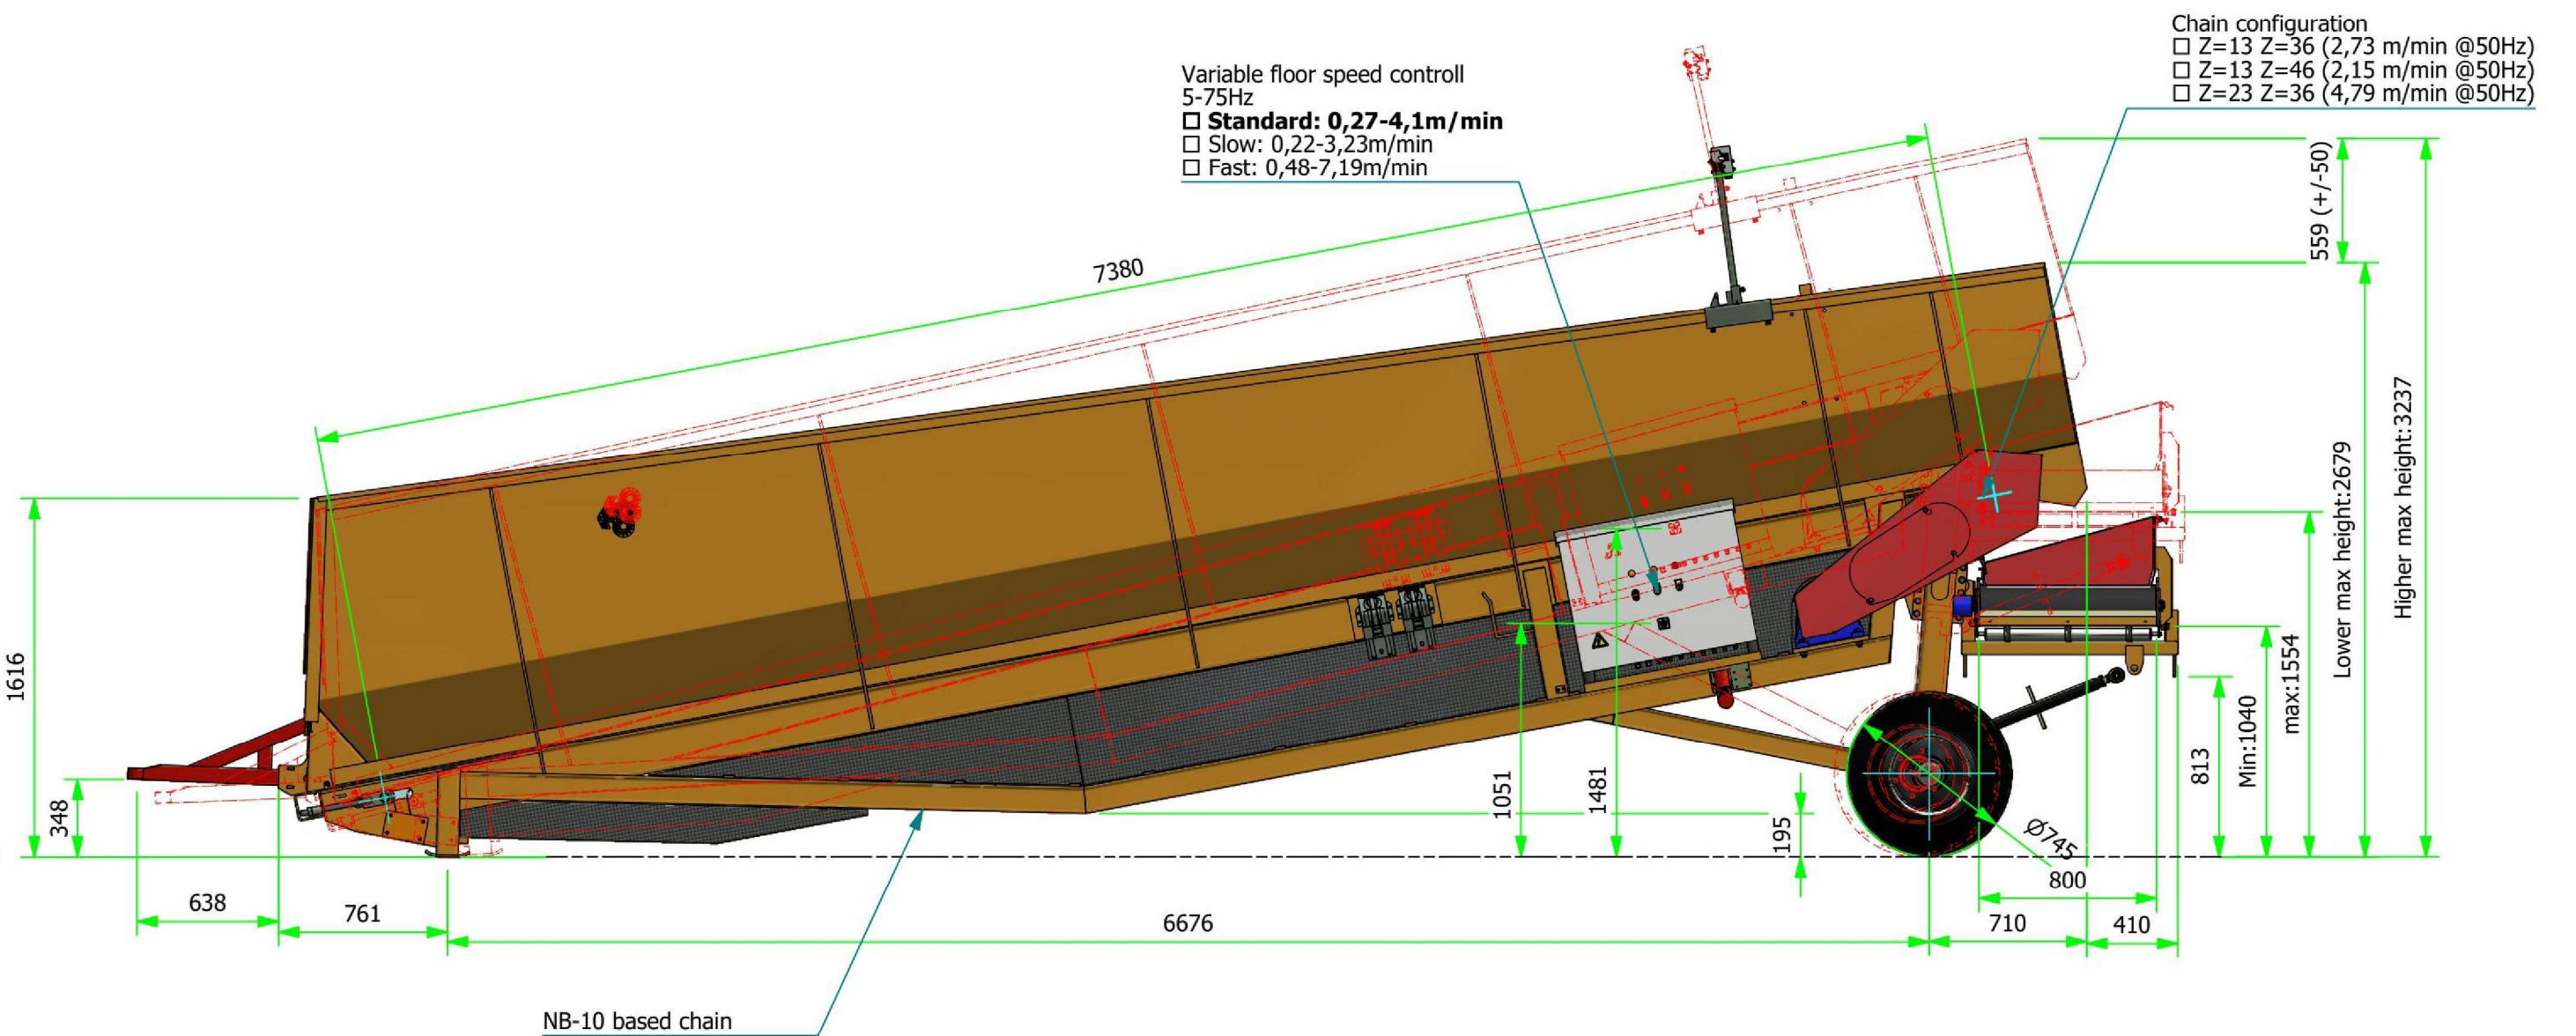 Chain configuration
□ Z=13 Z=36 (2,73 m/min @50Hz)
□ Z=13 Z=46 (2,15 m/min @50Hz)
□ Z=23 Z=36 (4,79 m/min @50Hz)
Variable floor speed controll
5-75Hz
□ Standard: 0,27-4,1m/min
□ Slow: 0,22-3,23m/min
□ Fast: 0,48-7,19m/min
559 (+/-50)
7380
Higher max height:3237
Lower max height:2679
1616
max:1554
Min:1040
813
1051
1481
348
195
Ø745
800
638
761
6676
710
410
NB-10 based chain